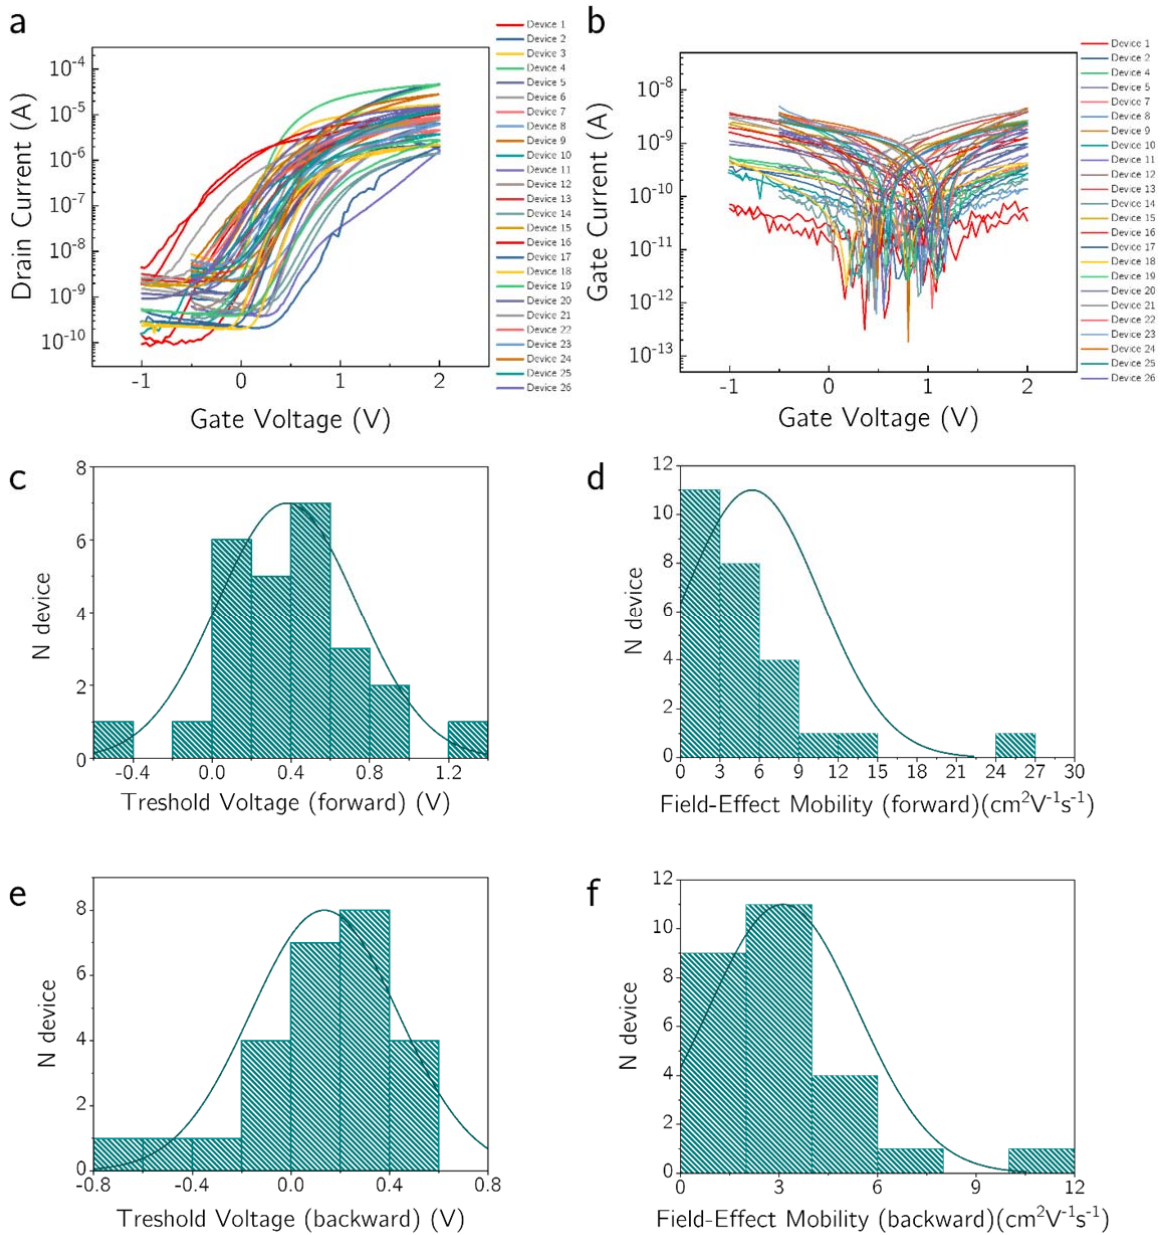 a
10⁻⁴
10⁻⁵
10⁻⁶
10⁻⁷
10⁻⁸
10⁻⁹
10⁻¹⁰
Drain Current (A)
-1 0 1 2
Gate Voltage (V)
Device 1
Device 2
Device 3
Device 4
Device 5
Device 6
Device 7
Device 8
Device 9
Device 10
Device 11
Device 12
Device 13
Device 14
Device 15
Device 16
Device 17
Device 18
Device 19
Device 20
Device 21
Device 22
Device 23
Device 24
Device 25
Device 26
b
10⁻⁸
10⁻⁹
10⁻¹⁰
10⁻¹¹
10⁻¹²
10⁻¹³
Gate Current (A)
-1 0 1 2
Gate Voltage (V)
Device 1
Device 2
Device 4
Device 5
Device 7
Device 8
Device 9
Device 10
Device 11
Device 12
Device 13
Device 14
Device 15
Device 16
Device 17
Device 18
Device 19
Device 20
Device 21
Device 22
Device 23
Device 24
Device 25
Device 26
c
8
6
4
2
0
N device
-0.4 0.0 0.4 0.8 1.2
Treshold Voltage (forward) (V)
d
12
10
8
6
4
2
0
N device
0 3 6 9 12 15 18 21 24 27 30
Field-Effect Mobility (forward)(cm²V⁻¹s⁻¹)
e
8
6
4
2
0
N device
-0.8 -0.4 0.0 0.4 0.8
Treshold Voltage (backward) (V)
f
12
10
8
6
4
2
0
N device
0 3 6 9 12
Field-Effect Mobility (backward)(cm²V⁻¹s⁻¹)